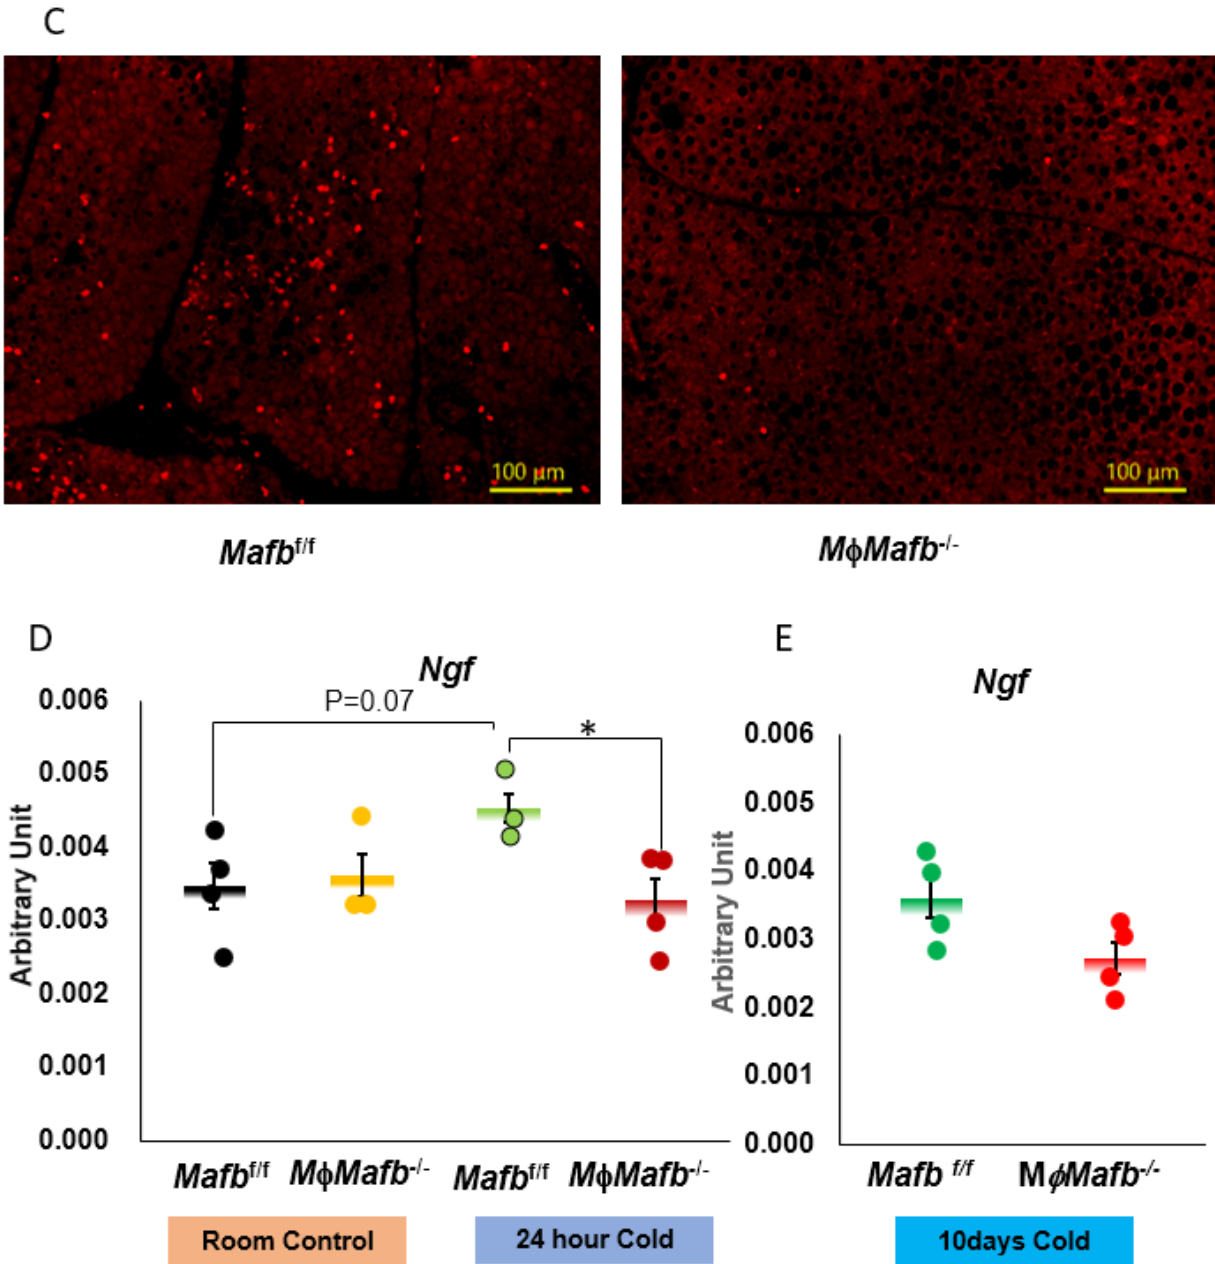 C
100 μm
100 μm
Mafbf/f
MϕMafb-/-
D
E
Ngf
Ngf
P=0.07
*
0.006
0.005
0.004
0.003
0.002
0.001
0.000
Arbitrary Unit
0.006
0.005
0.004
0.003
0.002
0.001
0.000
Arbitrary Unit
Mafbf/f MϕMafb-/- Mafbf/f MϕMafb-/-
Mafb f/f MϕMafb-/-
Room Control
24 hour Cold
10days Cold